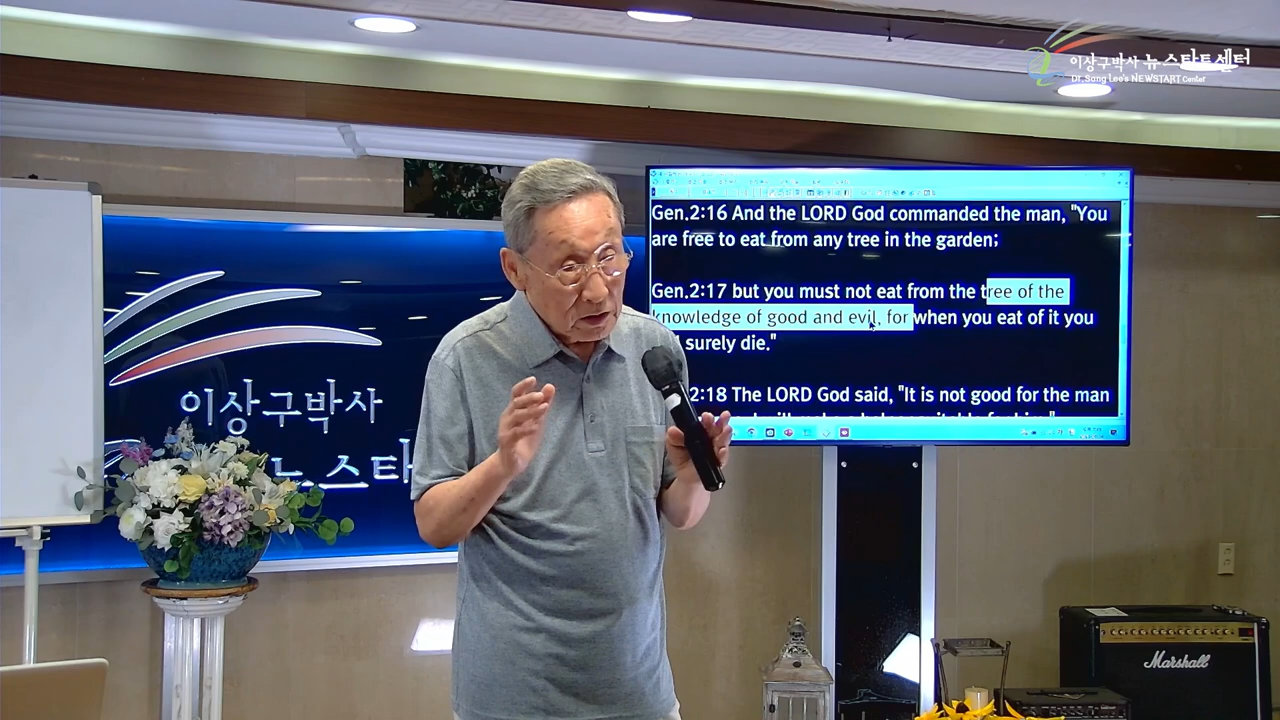 이상구박사 뉴스타트센터
Dr. Sang Lee's NEWSTART Center
Gen.2:16 And the LORD God commanded the man, "You
are free to eat from any tree in the garden;
Gen.2:17 but you must not eat from the tree of the
knowledge of good and evil, for when you eat of it you
surely die."
2:18 The LORD God said, "It is not good for the man
이상구박사
뉴스타
Marshall